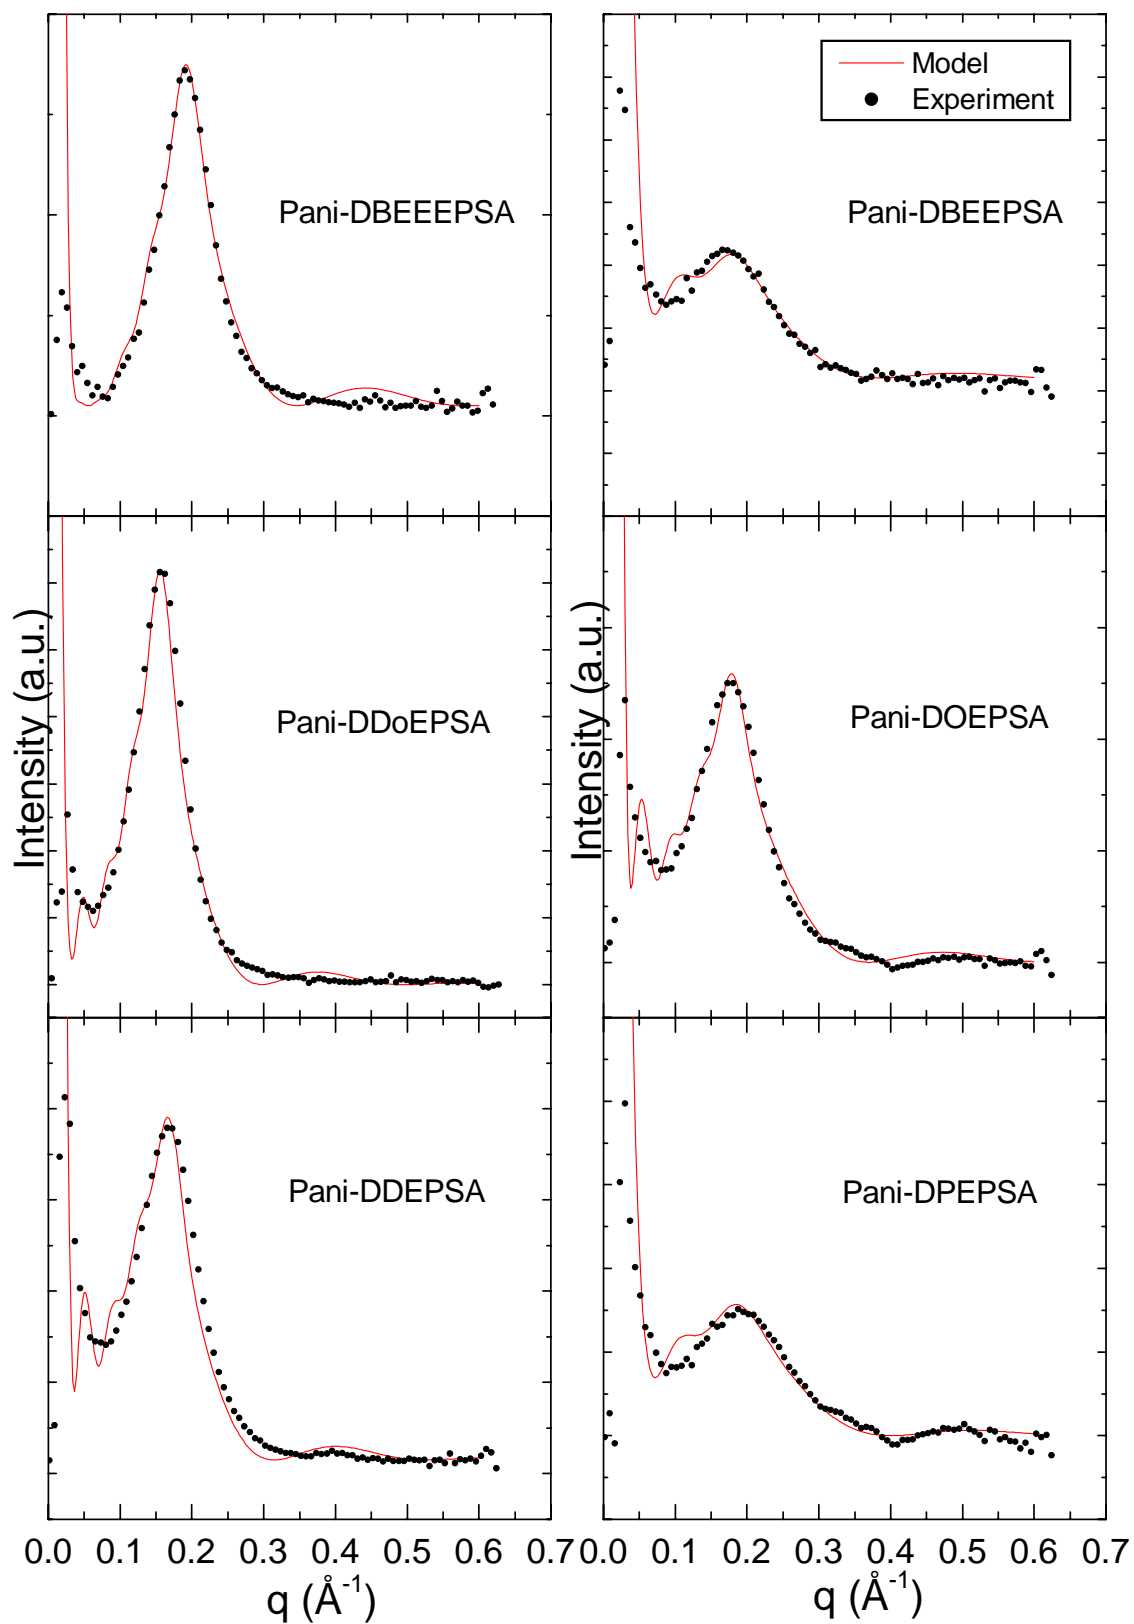 Model
Experiment
Pani-DBEEEPSA
Pani-DBEEPSA
Intensity (a.u.)
Pani-DDoEPSA
Intensity (a.u.)
Pani-DOEPSA
Pani-DDEPSA
Pani-DPEPSA
0.0 0.1 0.2 0.3 0.4 0.5 0.6 0.7
0.0 0.1 0.2 0.3 0.4 0.5 0.6 0.7
q (Å⁻¹)
q (Å⁻¹)